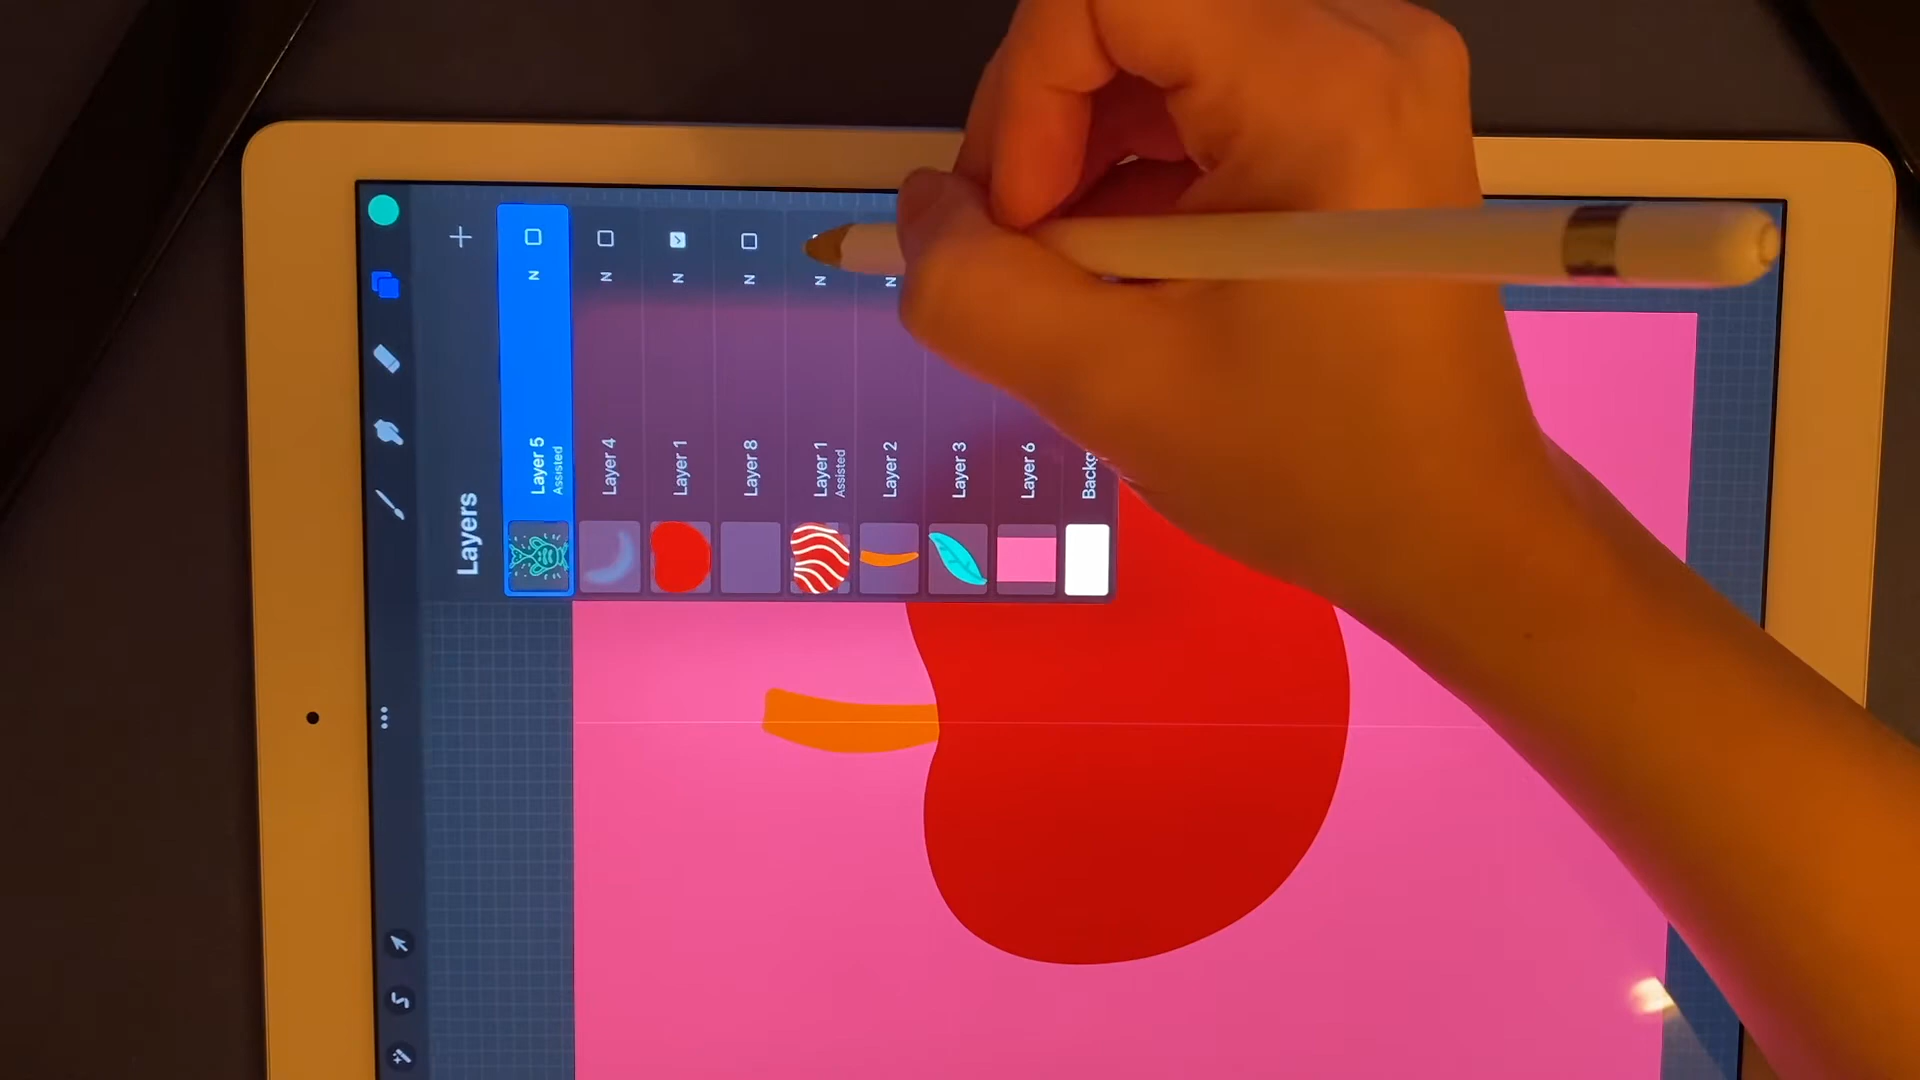 Layers
N
Layer 5
Assisted
N
Layer 4
N
Layer 1
N
Layer 8
N
Layer 1
Assisted
N
Layer 2
Layer 3
Layer 6